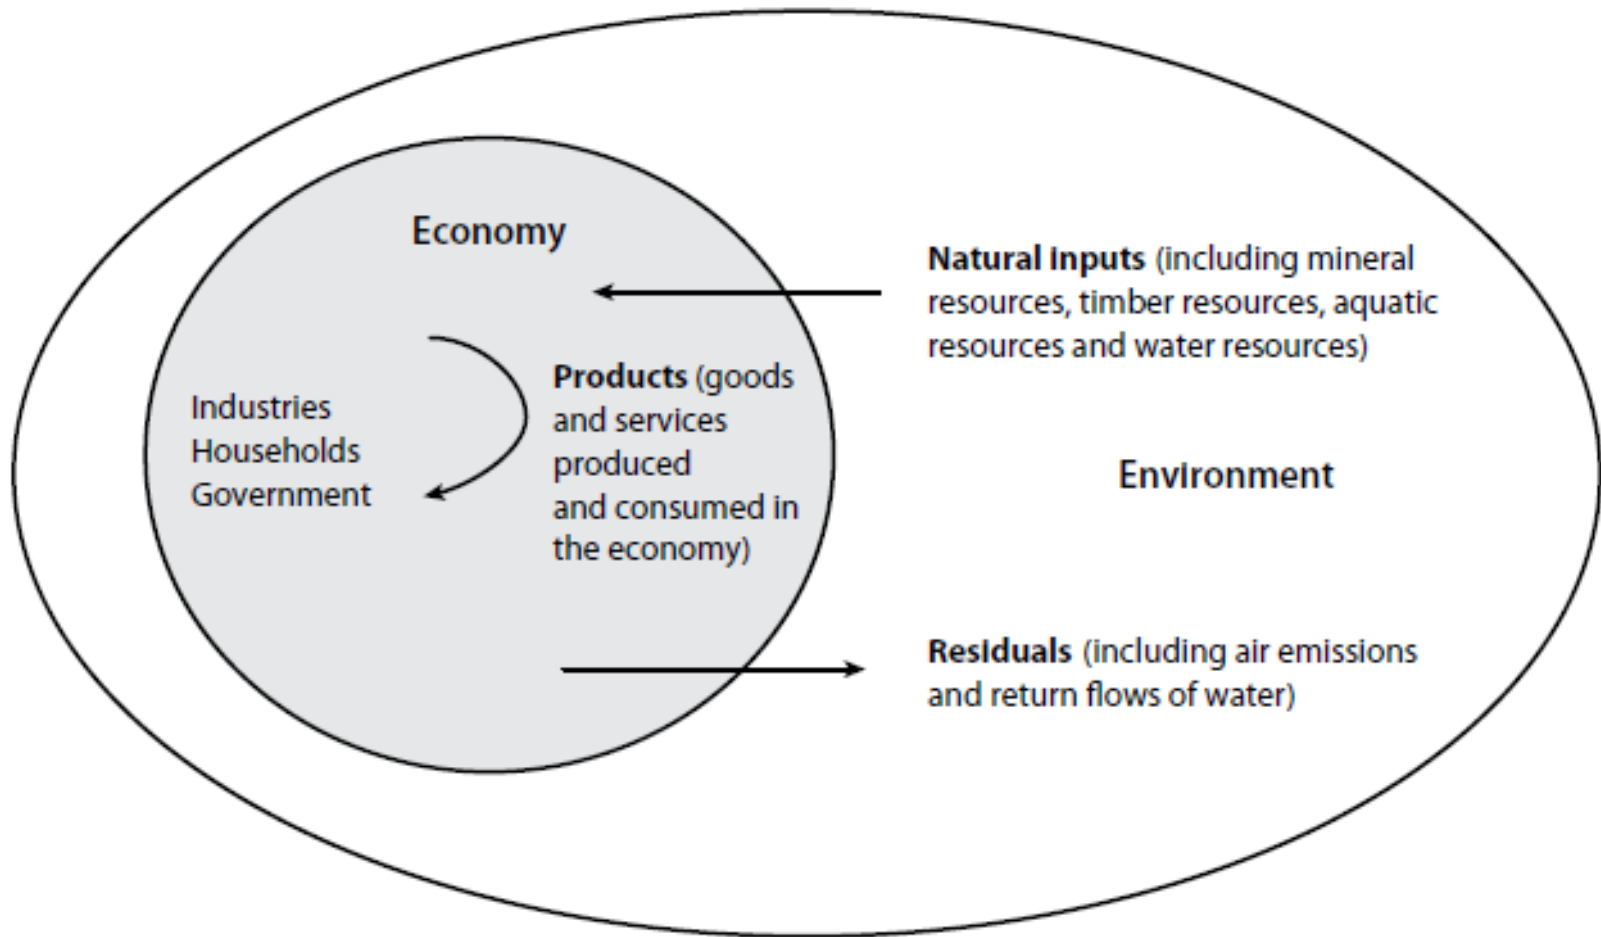 Economy
Natural Inputs (including mineral
resources, timber resources, aquatic
resources and water resources)
Products (goods
and services
produced
and consumed in
the economy)
Industries
Households
Government
Environment
Residuals (including air emissions
and return flows of water)